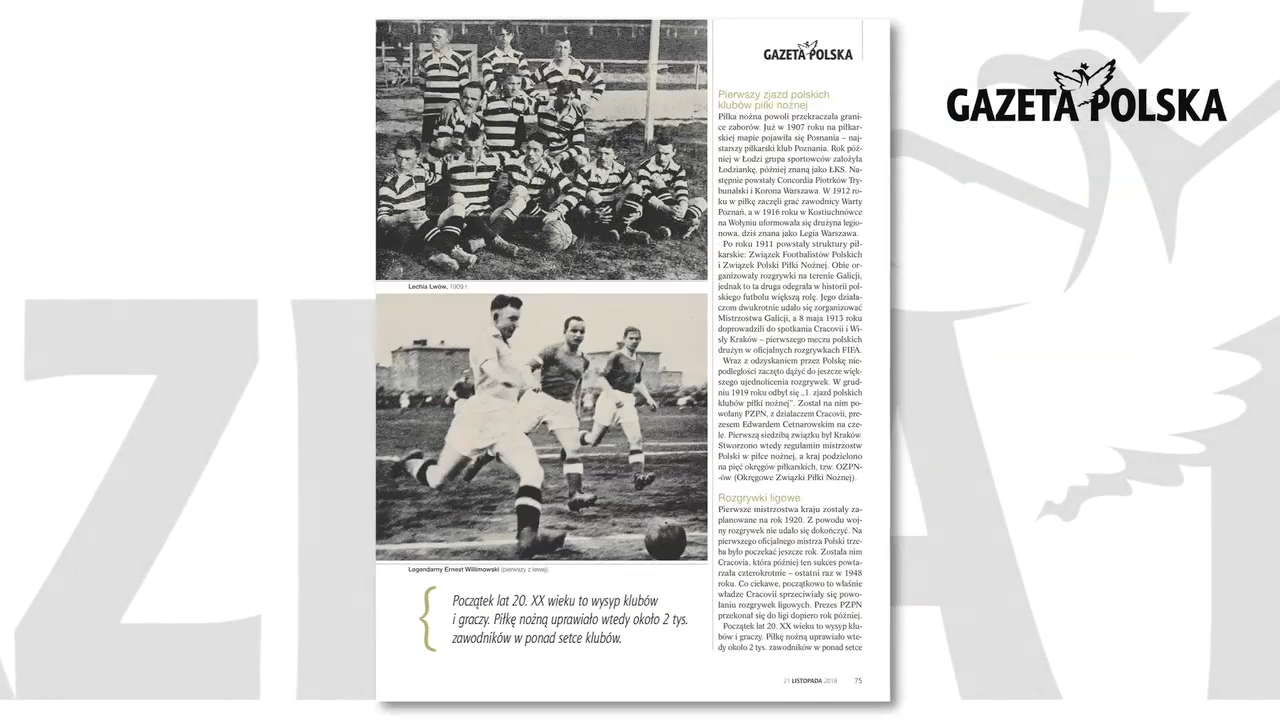 GAZETA POLSKA
Lechia Lwów, 1909 r.
Legendarny Ernest Willimowski (pierwszy z lewej).
{ Początek lat 20. XX wieku to wysyp klubów
i graczy. Piłkę nożną uprawiało wtedy około 2 tys.
zawodników w ponad setce klubów.
GAZETA POLSKA
Pierwszy zjazd polskich
klubów piłki nożnej
Piłka nożna powoli przekraczała grani-
ce zaborów. Już w 1907 roku na piłkar-
skiej mapie pojawiła się Posnania – naj-
starszy piłkarski klub Poznania. Rok póź-
niej w Łodzi grupa sportowców założyła
Łodziankę, później znaną jako ŁKS. Na-
stępnie powstały Concordia Piotrków Try-
bunalski i Korona Warszawa. W 1912 ro-
ku w piłkę zaczęli grać zawodnicy Warty
Poznań, a w 1916 roku w Kostiuchnówce
na Wołyniu uformowała się drużyna legio-
nowa, dziś znana jako Legia Warszawa.
Po roku 1911 powstały struktury pił-
karskie: Związek Footbalistów Polskich
i Związek Polski Piłki Nożnej. Obie or-
ganizowały rozgrywki na terenie Galicji,
jednak to ta druga odegrała w historii pol-
skiego futbolu większą rolę. Jego działa-
czom dwukrotnie udało się zorganizować
Mistrzostwa Galicji, a 8 maja 1913 roku
doprowadzili do spotkania Cracovii i Wi-
sły Kraków – pierwszego meczu polskich
drużyn w oficjalnych rozgrywkach FIFA.
Wraz z odzyskaniem przez Polskę nie-
podległości zaczęto dążyć do jeszcze więk-
szego ujednolicenia rozgrywek. W grud-
niu 1919 roku odbył się „1. zjazd polskich
klubów piłki nożnej”. Został na nim po-
wołany PZPN, z działaczem Cracovii, pre-
zesem Edwardem Cetnarowskim na cze-
le. Pierwszą siedzibą związku był Kraków.
Stworzono wtedy regulamin mistrzostw
Polski w piłce nożnej, a kraj podzielono
na pięć okręgów piłkarskich, tzw. OZPN-
-ów (Okręgowe Związki Piłki Nożnej).
Rozgrywki ligowe
Pierwsze mistrzostwa kraju zostały za-
planowane na rok 1920. Z powodu woj-
ny rozgrywek nie udało się dokończyć. Na
pierwszego oficjalnego mistrza Polski trze-
ba było poczekać jeszcze rok. Została nim
Cracovia, która później ten sukces powta-
rzała czterokrotnie – ostatni raz w 1948
roku. Co ciekawe, początkowo to właśnie
władze Cracovii sprzeciwiały się powo-
łaniu rozgrywek ligowych. Prezes PZPN
przekonał się do ligi dopiero rok później.
Początek lat 20. XX wieku to wysyp klu-
bów i graczy. Piłkę nożną uprawiało wte-
dy około 2 tys. zawodników w ponad setce
21 LISTOPADA 2018 75